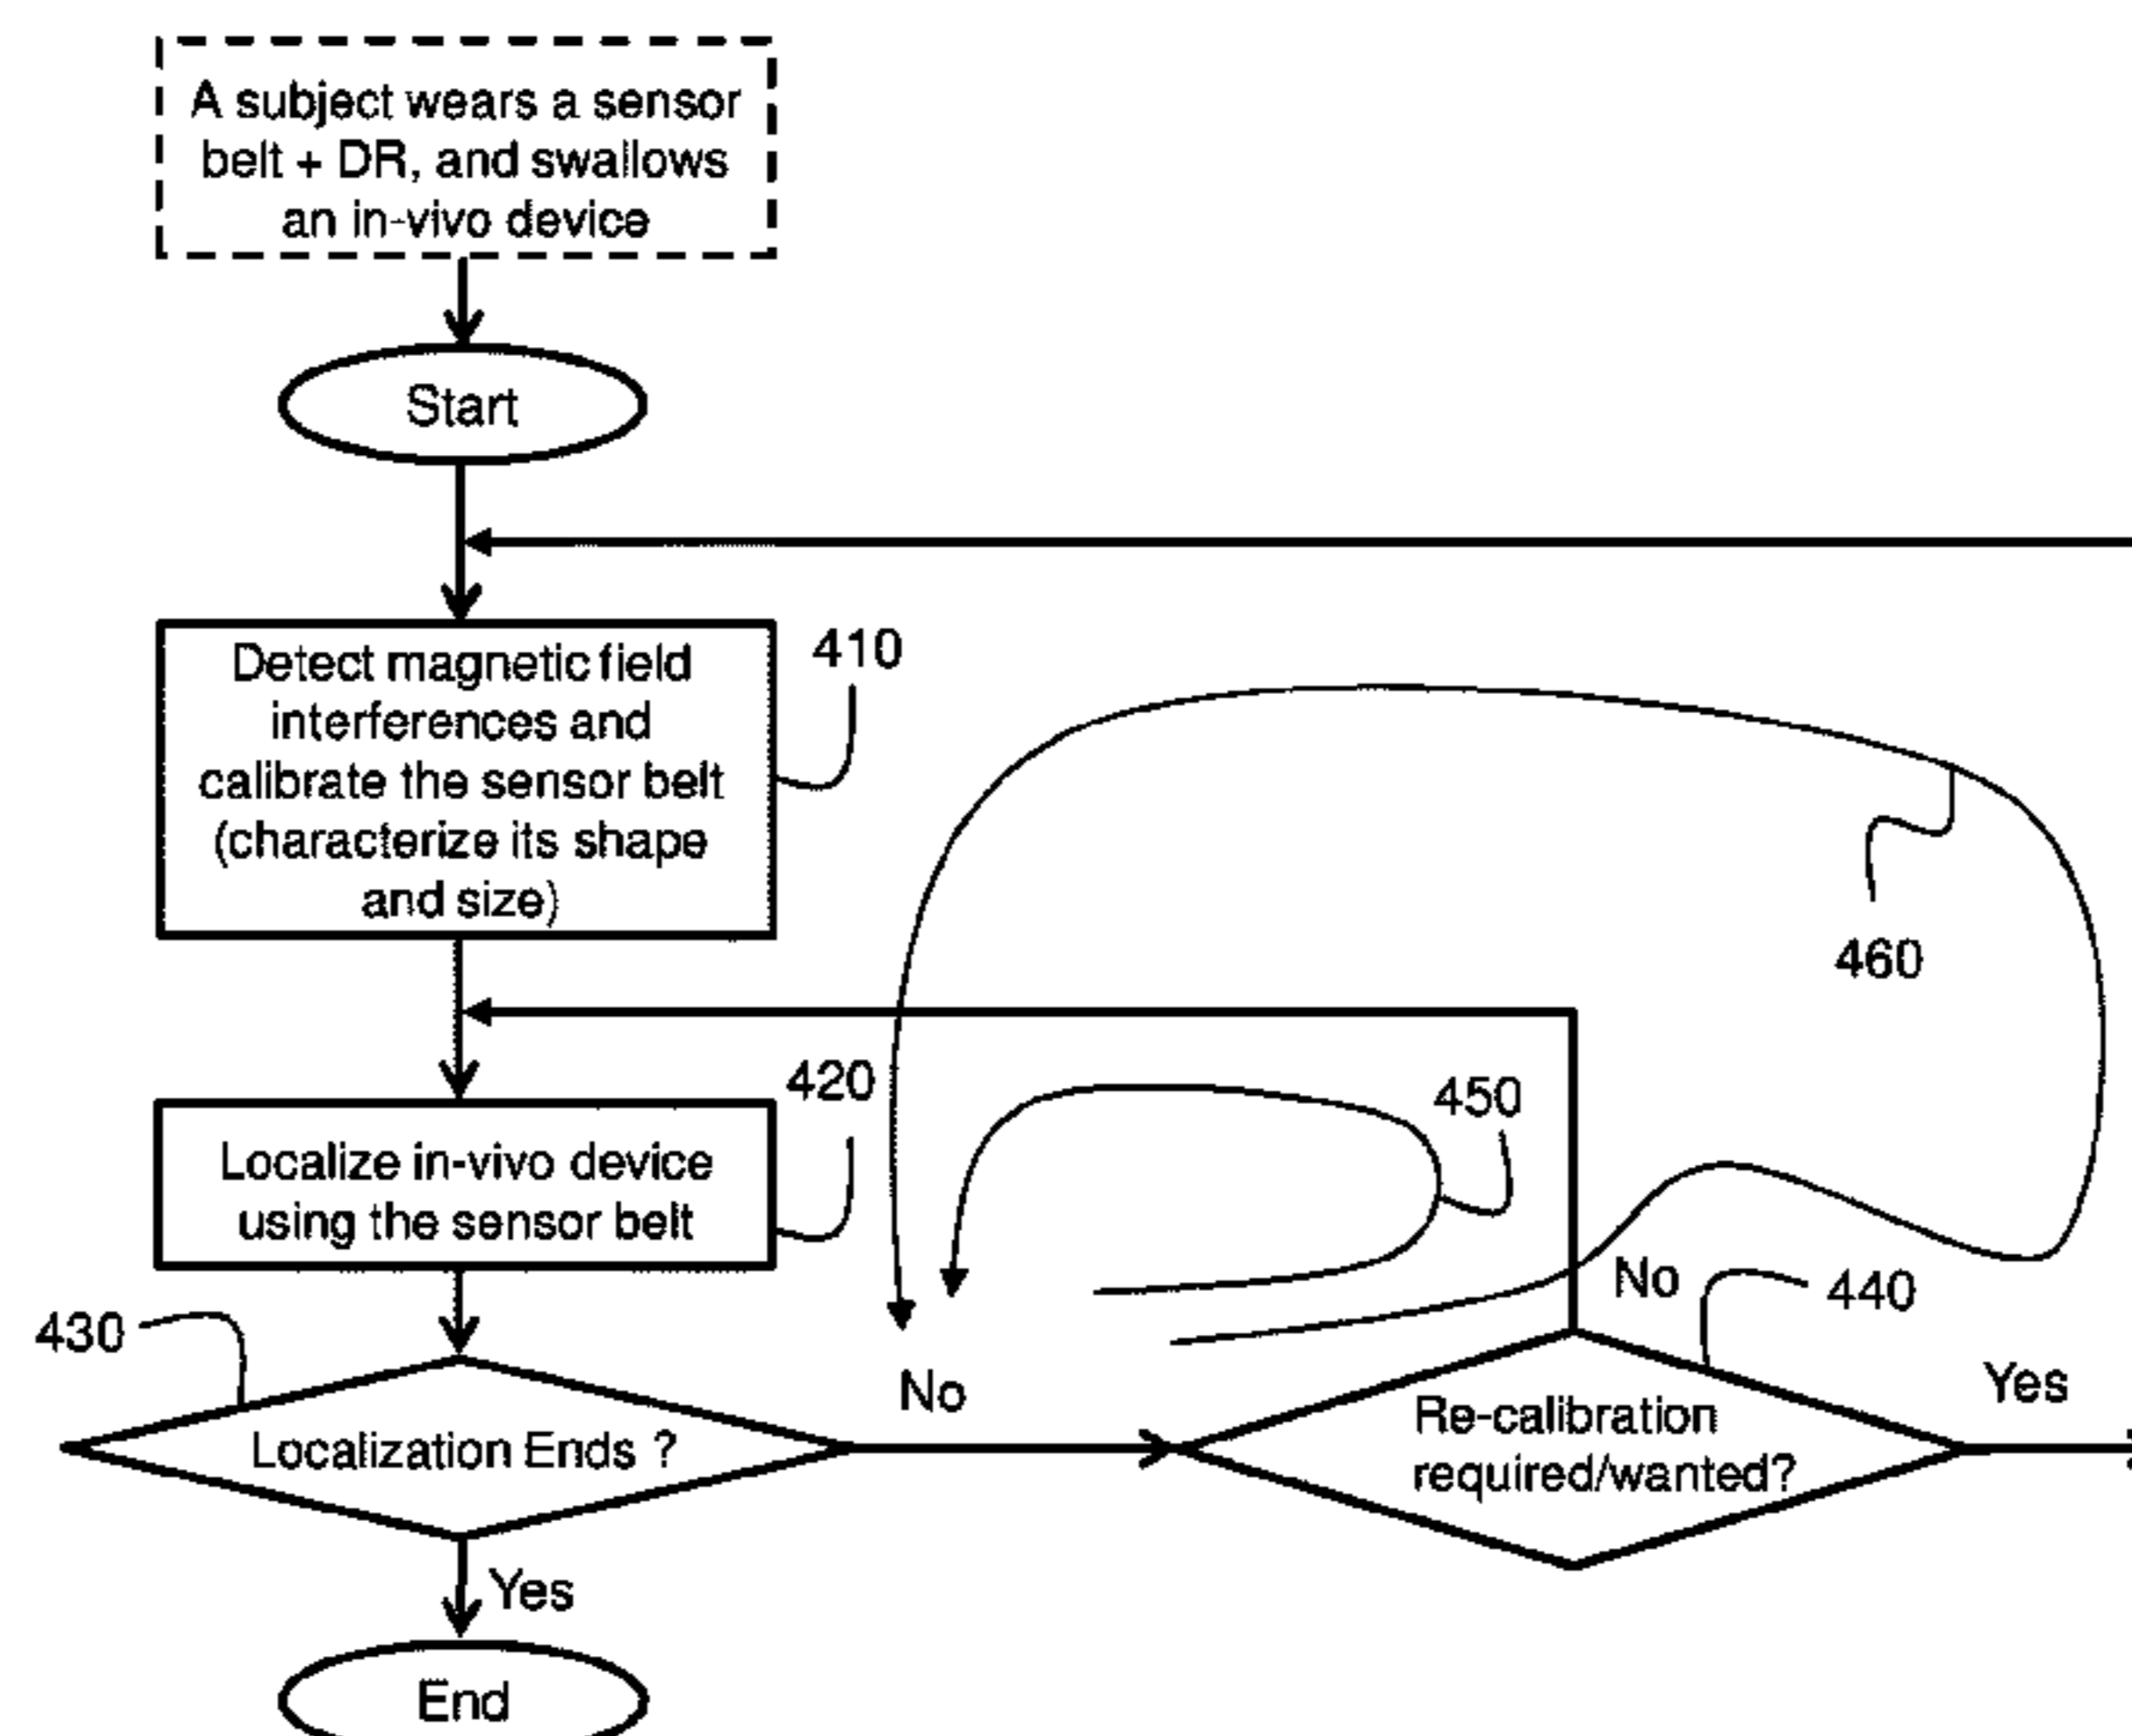 A subject wears a sensor
belt + DR, and swallows
an in-vivo device
Start
Detect magnetic field
interferences and
calibrate the sensor belt
(characterize its shape
and size)
410
460
Localize in-vivo device
using the sensor belt
420
450
430
No
440
Localization Ends ?
No
Re-calibration
required/wanted?
Yes
Yes
End